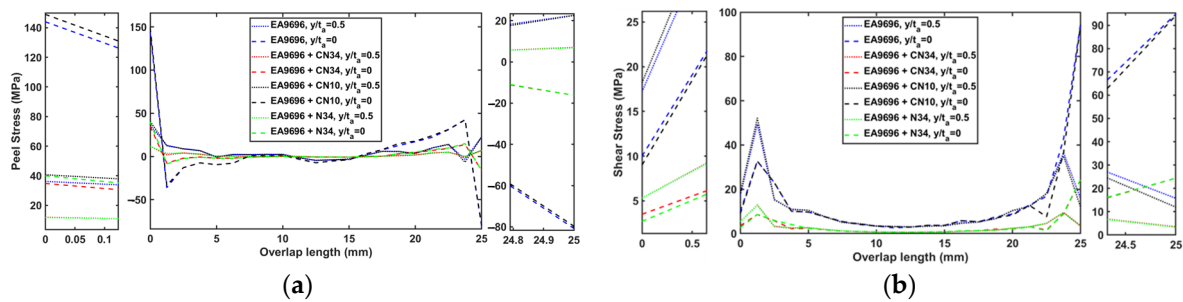 Peel Stress (MPa)
140
120
100
80
60
40
20
0
0.05
0.1
150
100
50
0
−50
EA9696, y/ta=0.5
EA9696, y/ta=0
EA9696 + CN34, y/ta=0.5
EA9696 + CN34, y/ta=0
EA9696 + CN10, y/ta=0.5
EA9696 + CN10, y/ta=0
EA9696 + N34, y/ta=0.5
EA9696 + N34, y/ta=0
0
5
10
15
20
25
Overlap length (mm)
20
0
−20
−40
−60
−80
24.8
24.9
25
(a)
Shear Stress (MPa)
25
20
15
10
5
0
0
0.5
100
80
60
40
20
0
EA9696, y/ta=0.5
EA9696, y/ta=0
EA9696 + CN34, y/ta=0.5
EA9696 + CN34, y/ta=0
EA9696 + CN10, y/ta=0.5
EA9696 + CN10, y/ta=0
EA9696 + N34, y/ta=0.5
EA9696 + N34, y/ta=0
0
5
10
15
20
25
Overlap length (mm)
90
80
70
60
50
40
30
20
10
0
24.5
25
(b)